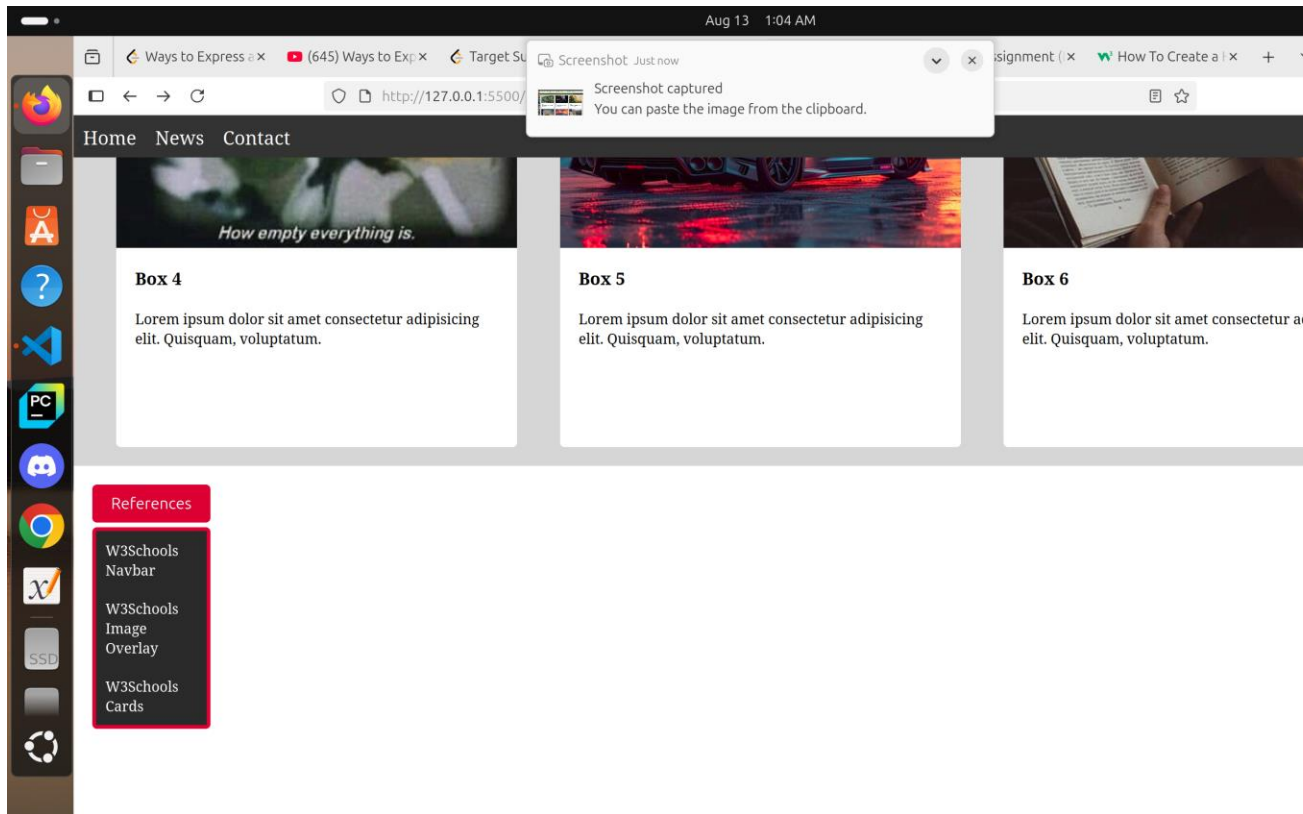 Aug 13 1:04 AM
Ways to Express a
(645) Ways to Exp
Target Su
ssignment (
How To Create a
Screenshot Just now
Screenshot captured
You can paste the image from the clipboard.
http://127.0.0.1:5500/
Home News Contact
How empty everything is.
Box 4
Lorem ipsum dolor sit amet consectetur adipisicing
elit. Quisquam, voluptatum.
Box 5
Lorem ipsum dolor sit amet consectetur adipisicing
elit. Quisquam, voluptatum.
Box 6
Lorem ipsum dolor sit amet consectetur a
elit. Quisquam, voluptatum.
References
W3Schools
Navbar
W3Schools
Image
Overlay
W3Schools
Cards
PC
SSD